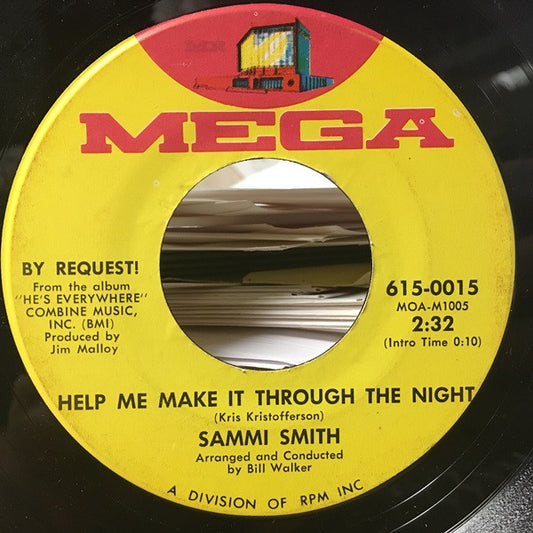 MR
MEGA
BY REQUEST!
From the album
"HE'S EVERYWHERE"
COMBINE MUSIC,
INC. (BMI)
Produced by
Jim Malloy
615-0015
MOA-M1005
2:32
(Intro Time 0:10)
HELP ME MAKE IT THROUGH THE NIGHT
(Kris Kristofferson)
SAMMI SMITH
Arranged and Conducted
by Bill Walker
A DIVISION OF RPM INC